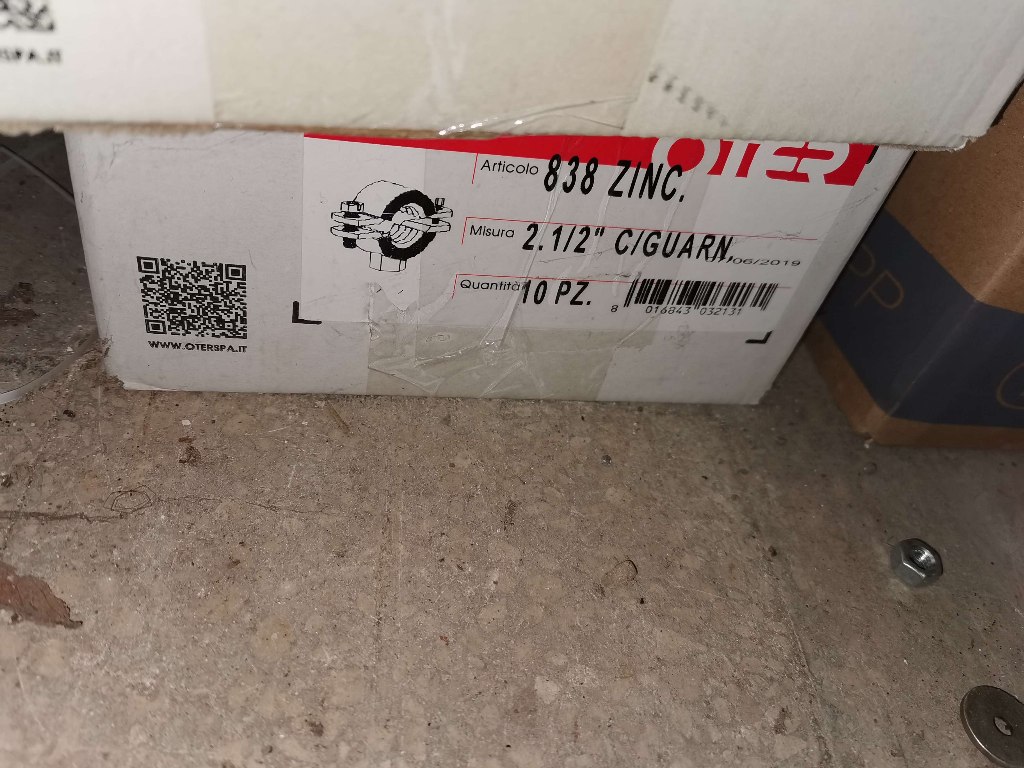 OTER
Articolo 838 ZINC.
Misura 2.1/2" C/GUARN.
/06/2019
Quantità 10 PZ.
8 016843 032131
WWW.OTERSPA.IT